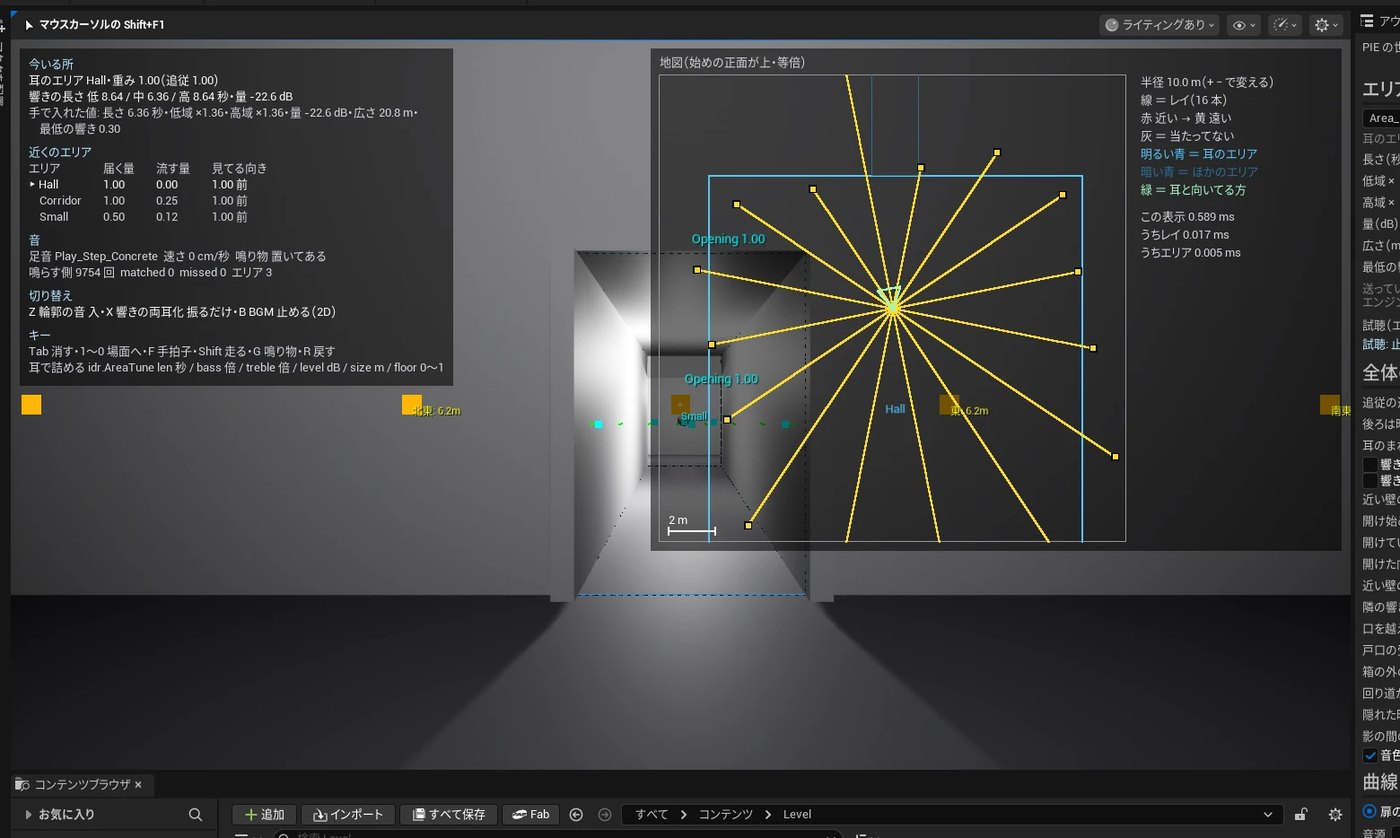 マウスカーソルの Shift+F1
ライティングあり
今いる所
耳のエリア Hall・重み 1.00(追従 1.00)
響きの長さ 低 8.64 / 中 6.36 / 高 8.64 秒・量 -22.6 dB
手で入れた値: 長さ 6.36 秒・低域 ×1.36・高域 ×1.36・量 -22.6 dB・広さ 20.8 m・
最低の響き 0.30
近くのエリア
エリア 届く量 流す量 見てる向き
Hall 1.00 0.00 1.00 前
Corridor 1.00 0.25 1.00 前
Small 0.50 0.12 1.00 前
音
足音 Play_Step_Concrete 速さ 0 cm/秒 鳴り物 置いてある
鳴らす側 9754 回 matched 0 missed 0 エリア 3
切り替え
Z 輪郭の音 入・X 響きの両耳化 振るだけ・B BGM 止める(2D)
キー
Tab 消す・1〜0 場面へ・F 手拍子・Shift 走る・G 鳴り物・R 戻す
耳で詰める idr.AreaTune len 秒 / bass 倍 / treble 倍 / level dB / size m / floor 0〜1
地図(始めの正面が上・等倍)
半径 10.0 m(+ − で変える)
線 = レイ(16 本)
赤 近い → 黄 遠い
灰 = 当たってない
明るい青 = 耳のエリア
暗い青 = ほかのエリア
緑 = 耳と向いてる方
この表示 0.589 ms
うちレイ 0.017 ms
うちエリア 0.005 ms
Opening 1.00
Opening 1.00
Small
Hall
北東: 6.2m
東: 6.2m
南東
2 m
PIE の
エリ
Area_
耳のエリ
長さ(秒
低域 ×
高域 ×
量(dB)
広さ(m
最低の
送ってい
エンジ
試聴(エ
試聴: 止
全体
追従の
後ろは
耳のま
響き
響き
近い壁の
開け始
開けてい
開けた
近い壁の
隣の響
口を越
戸口の
箱の外の
回り道
隠れた
影の間の
音色
曲線
扉の
音源
コンテンツブラウザ
お気に入り
追加
インポート
すべて保存
Fab
すべて
コンテンツ
Level
検索 Level